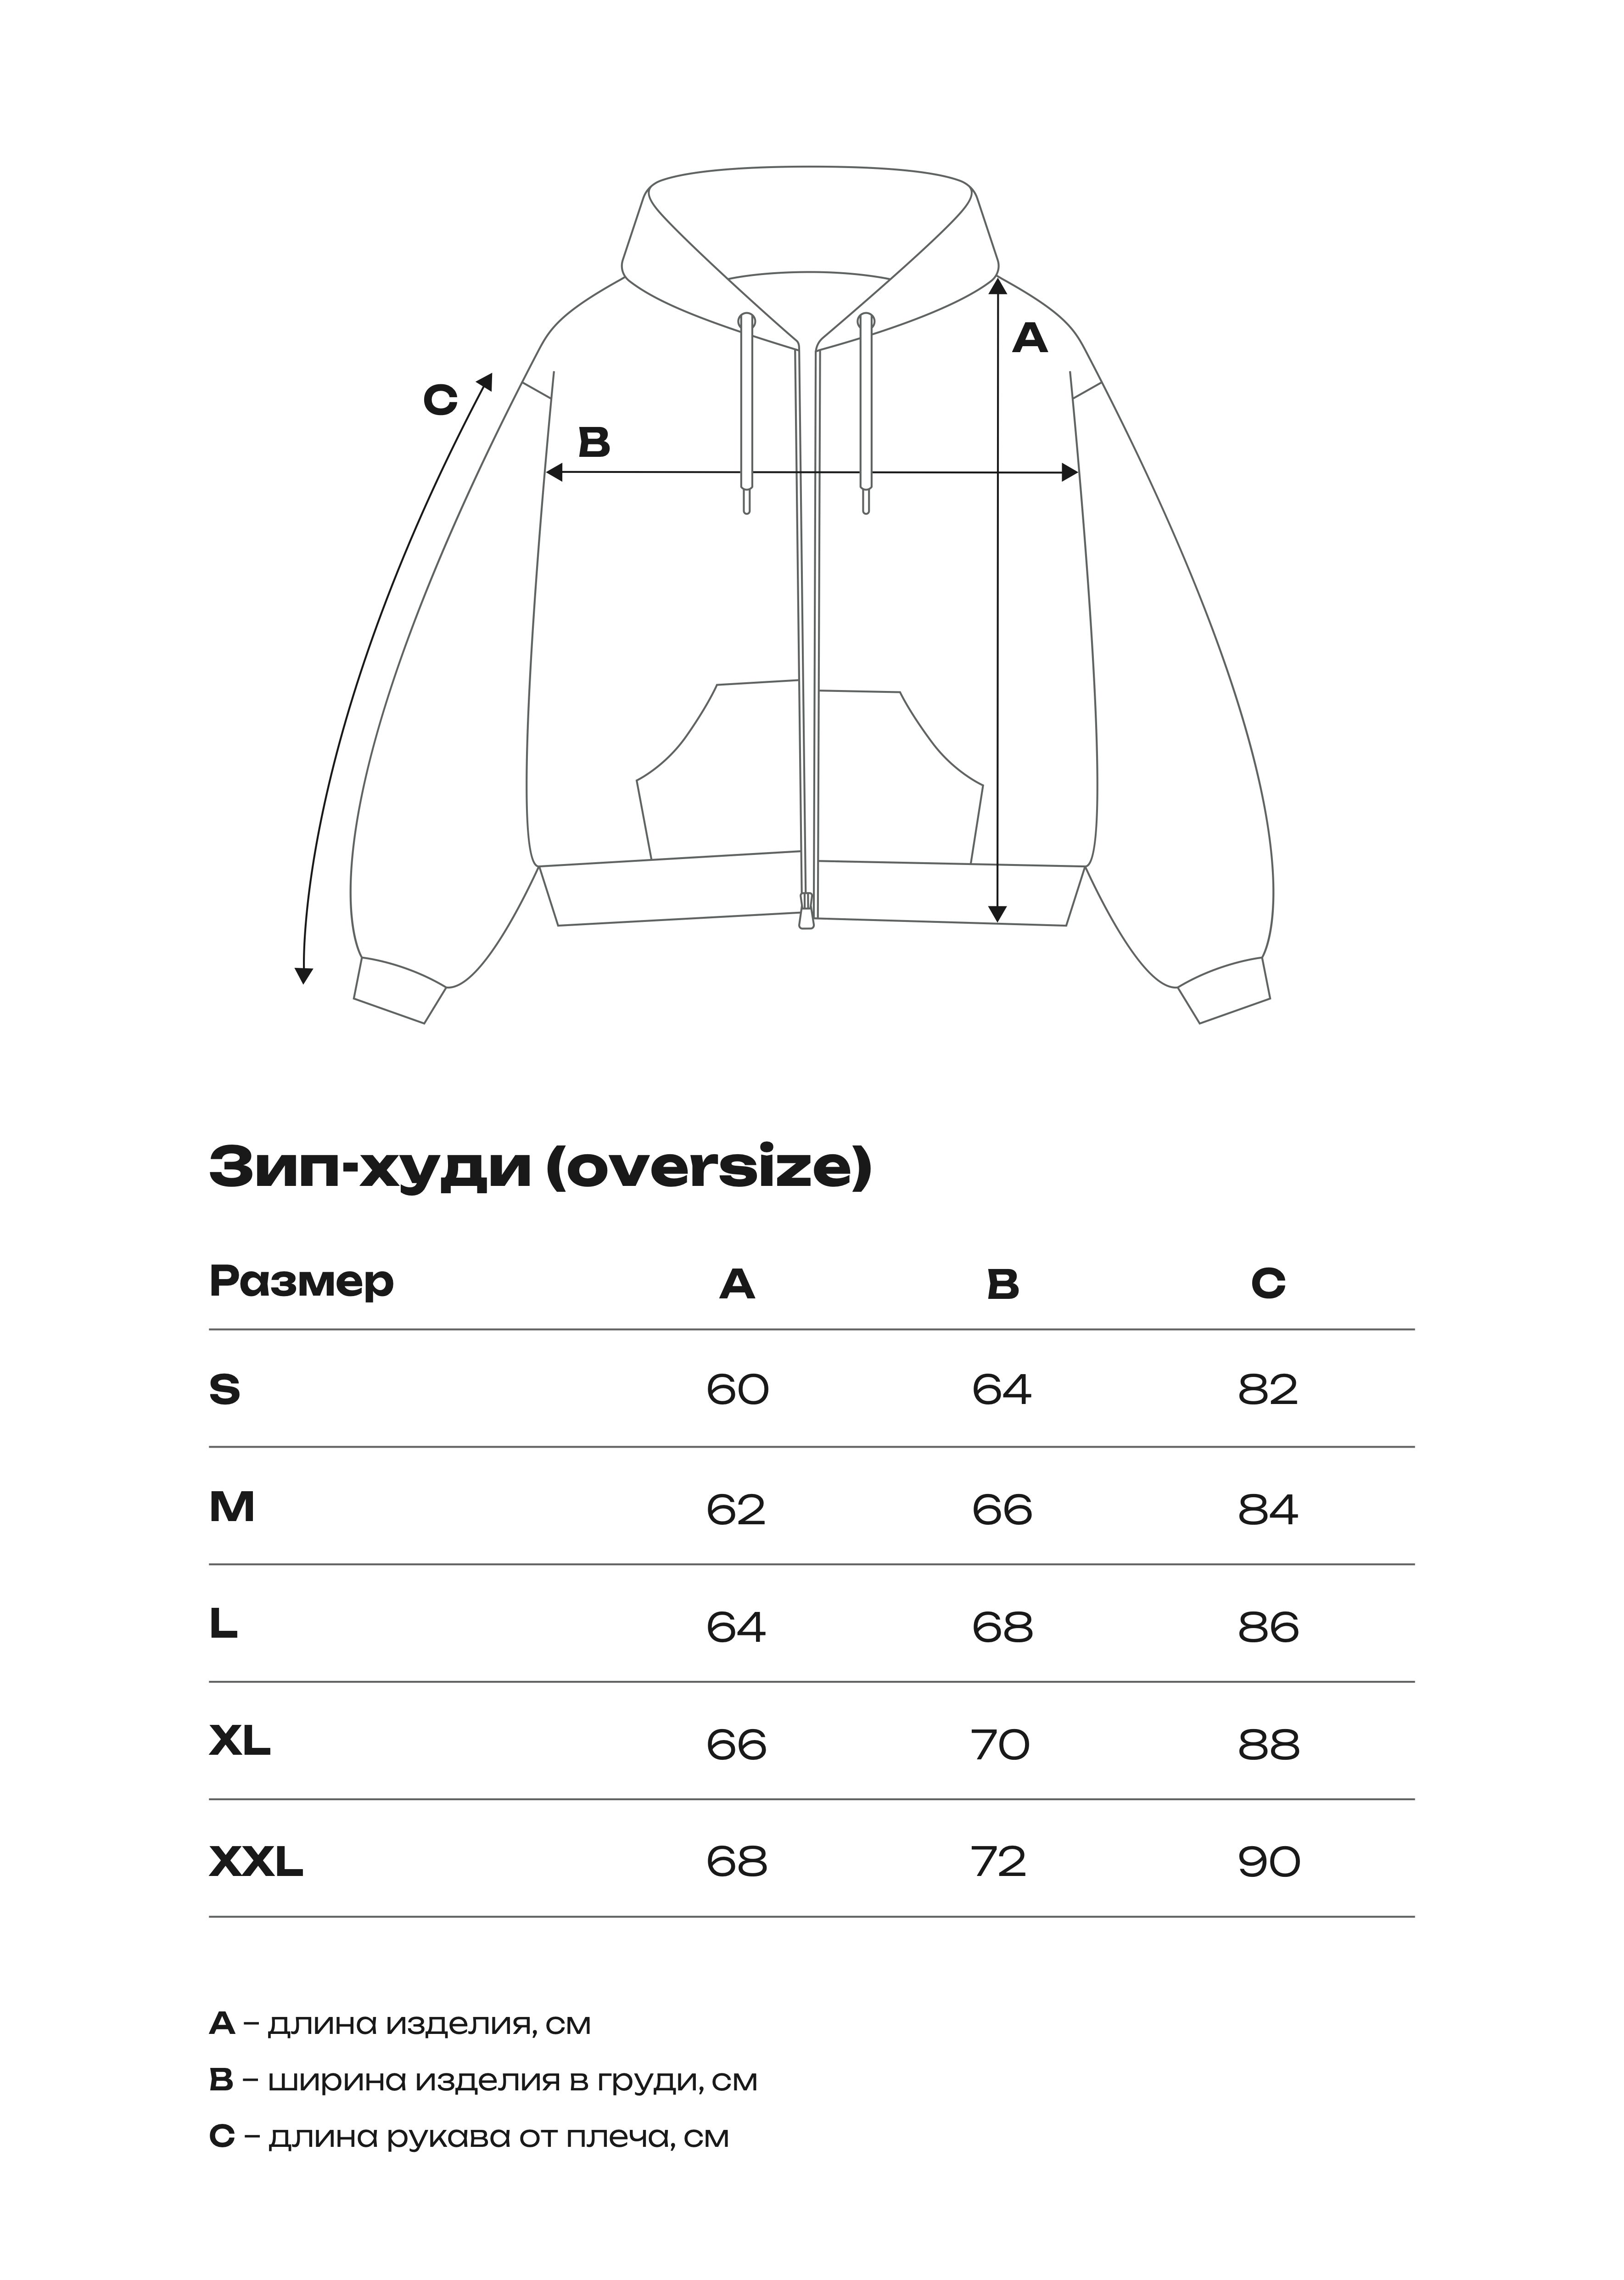 A
C
B
Зип-худи (oversize)
Размер A B C
S 60 64 82
M 62 66 84
L 64 68 86
XL 66 70 88
XXL 68 72 90
A – длина изделия, см
B – ширина изделия в груди, см
C – длина рукава от плеча, см